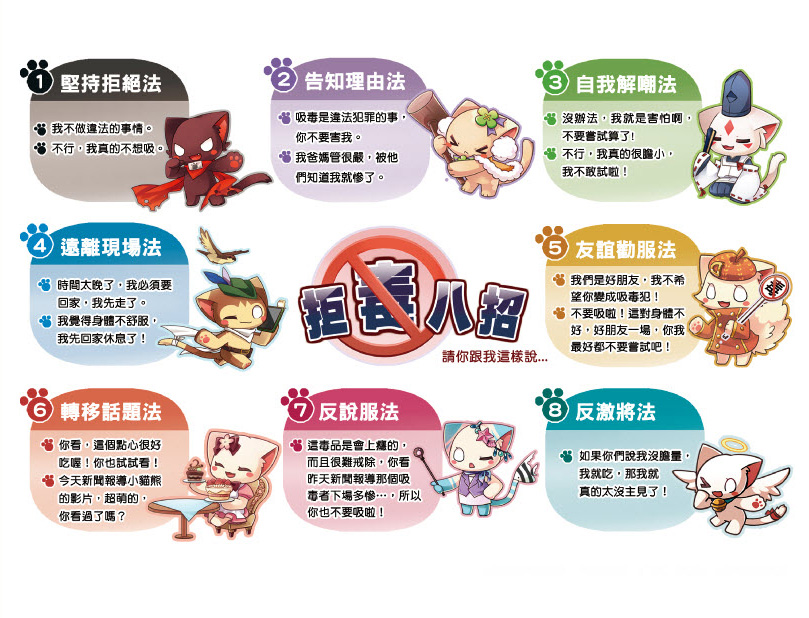 1 堅持拒絕法
我不做違法的事情。
不行，我真的不想吸。
2 告知理由法
吸毒是違法犯罪的事，
你不要害我。
我爸媽管很嚴，被他
們知道我就慘了。
3 自我解嘲法
沒辦法，我就是害怕啊，
不要嘗試算了!
不行，我真的很膽小，
我不敢試啦！
4 遠離現場法
時間太晚了，我必須要
回家，我先走了。
我覺得身體不舒服，
我先回家休息了！
拒毒八招
請你跟我這樣說...
5 友誼勸服法
我們是好朋友，我不希
望你變成吸毒犯！
不要吸啦！這對身體不
好，好朋友一場，你我
最好都不要嘗試吧！
毒
6 轉移話題法
你看，這個點心很好
吃喔！你也試試看！
今天新聞報導小貓熊
的影片，超萌的，
你看過了嗎？
7 反說服法
這毒品是會上癮的，
而且很難戒除，你看
昨天新聞報導那個吸
毒者下場多慘…，所以
你也不要吸啦！
8 反激將法
如果你們說我沒膽量，
我就吃，那我就
真的太沒主見了！